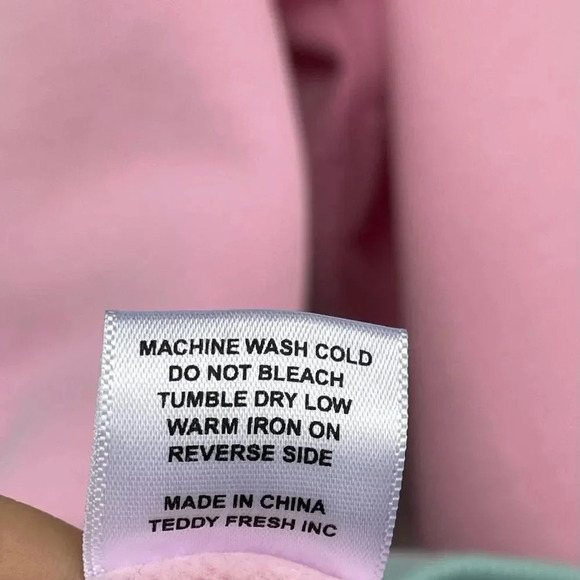 MACHINE WASH COLD
DO NOT BLEACH
TUMBLE DRY LOW
WARM IRON ON
REVERSE SIDE
MADE IN CHINA
TEDDY FRESH INC